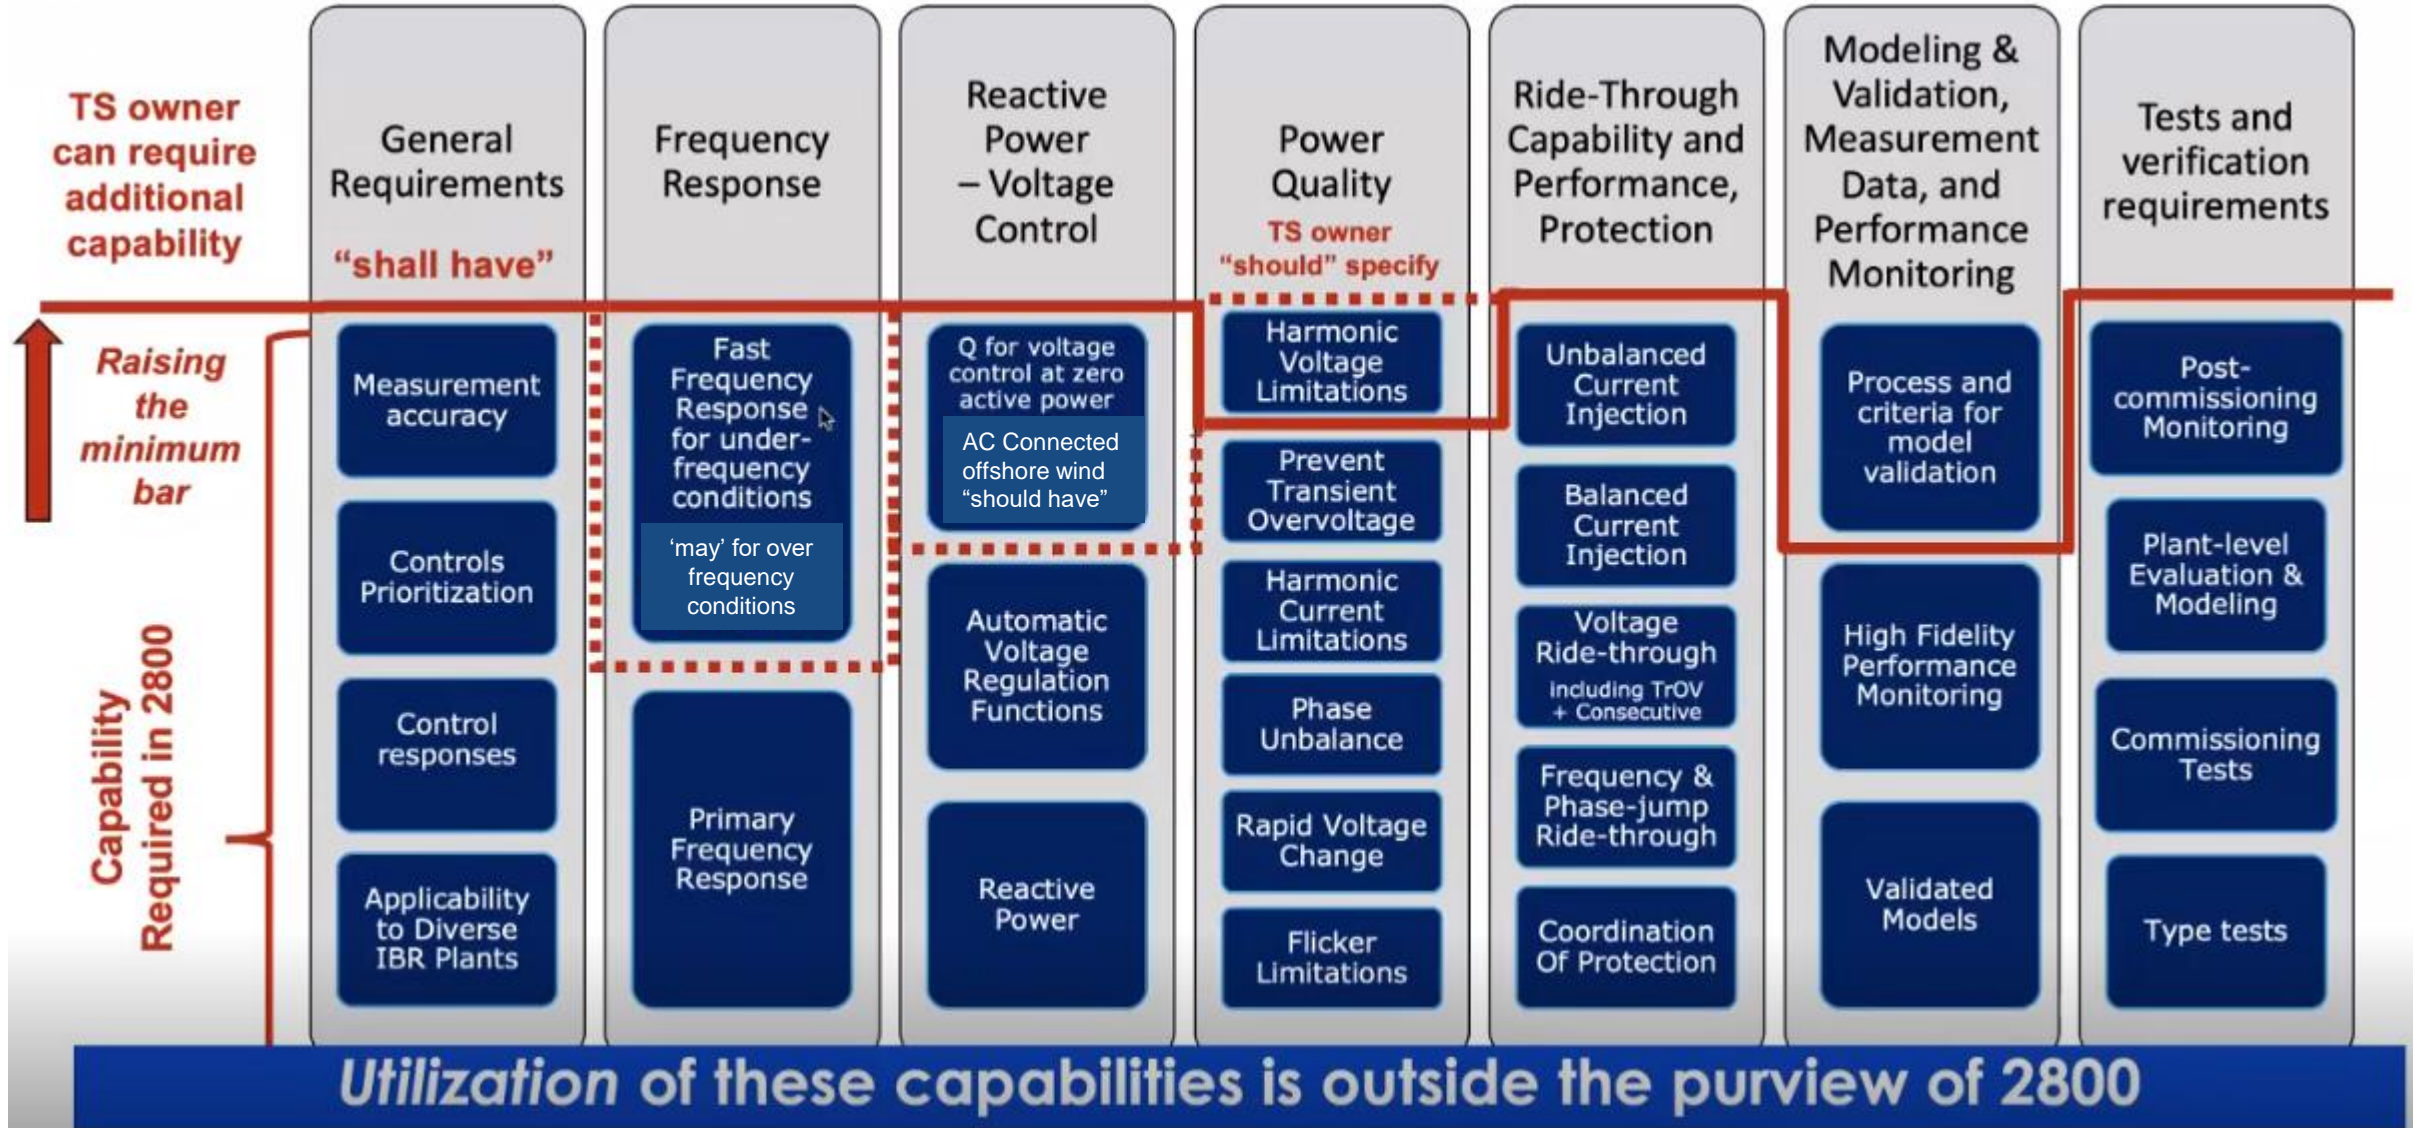 TS owner
can require
additional
capability
Raising
the
minimum
bar
Capability
Required in 2800
General
Requirements
“shall have”
Measurement
accuracy
Controls
Prioritization
Control
responses
Applicability
to Diverse
IBR Plants
Frequency
Response
Fast
Frequency
Response
for under-
frequency
conditions
‘may’ for over
frequency
conditions
Primary
Frequency
Response
Reactive
Power
– Voltage
Control
Q for voltage
control at zero
active power
AC Connected
offshore wind
“should have”
Automatic
Voltage
Regulation
Functions
Reactive
Power
Power
Quality
TS owner
“should” specify
Harmonic
Voltage
Limitations
Prevent
Transient
Overvoltage
Harmonic
Current
Limitations
Phase
Unbalance
Rapid Voltage
Change
Flicker
Limitations
Ride-Through
Capability and
Performance,
Protection
Unbalanced
Current
Injection
Balanced
Current
Injection
Voltage
Ride-through
including TrOV
+ Consecutive
Frequency &
Phase-jump
Ride-through
Coordination
Of Protection
Modeling &
Validation,
Measurement
Data, and
Performance
Monitoring
Process and
criteria for
model
validation
High Fidelity
Performance
Monitoring
Validated
Models
Tests and
verification
requirements
Post-
commissioning
Monitoring
Plant-level
Evaluation &
Modeling
Commissioning
Tests
Type tests
Utilization of these capabilities is outside the purview of 2800